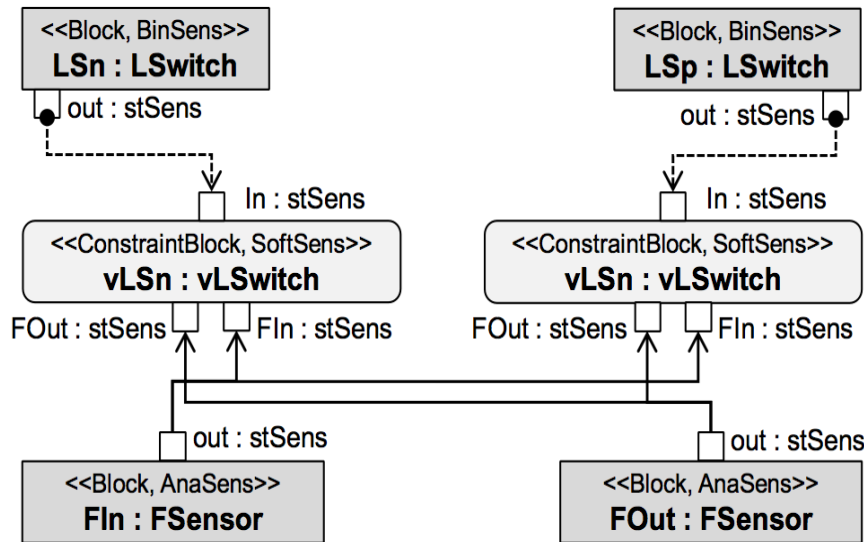 <<Block, BinSens>>
LSn : LSwitch
out : stSens
<<Block, BinSens>>
LSp : LSwitch
out : stSens
In : stSens
<<ConstraintBlock, SoftSens>>
vLSn : vLSwitch
FOut : stSens
FIn : stSens
In : stSens
<<ConstraintBlock, SoftSens>>
vLSn : vLSwitch
FOut : stSens
FIn : stSens
out : stSens
<<Block, AnaSens>>
FIn : FSensor
out : stSens
<<Block, AnaSens>>
FOut : FSensor